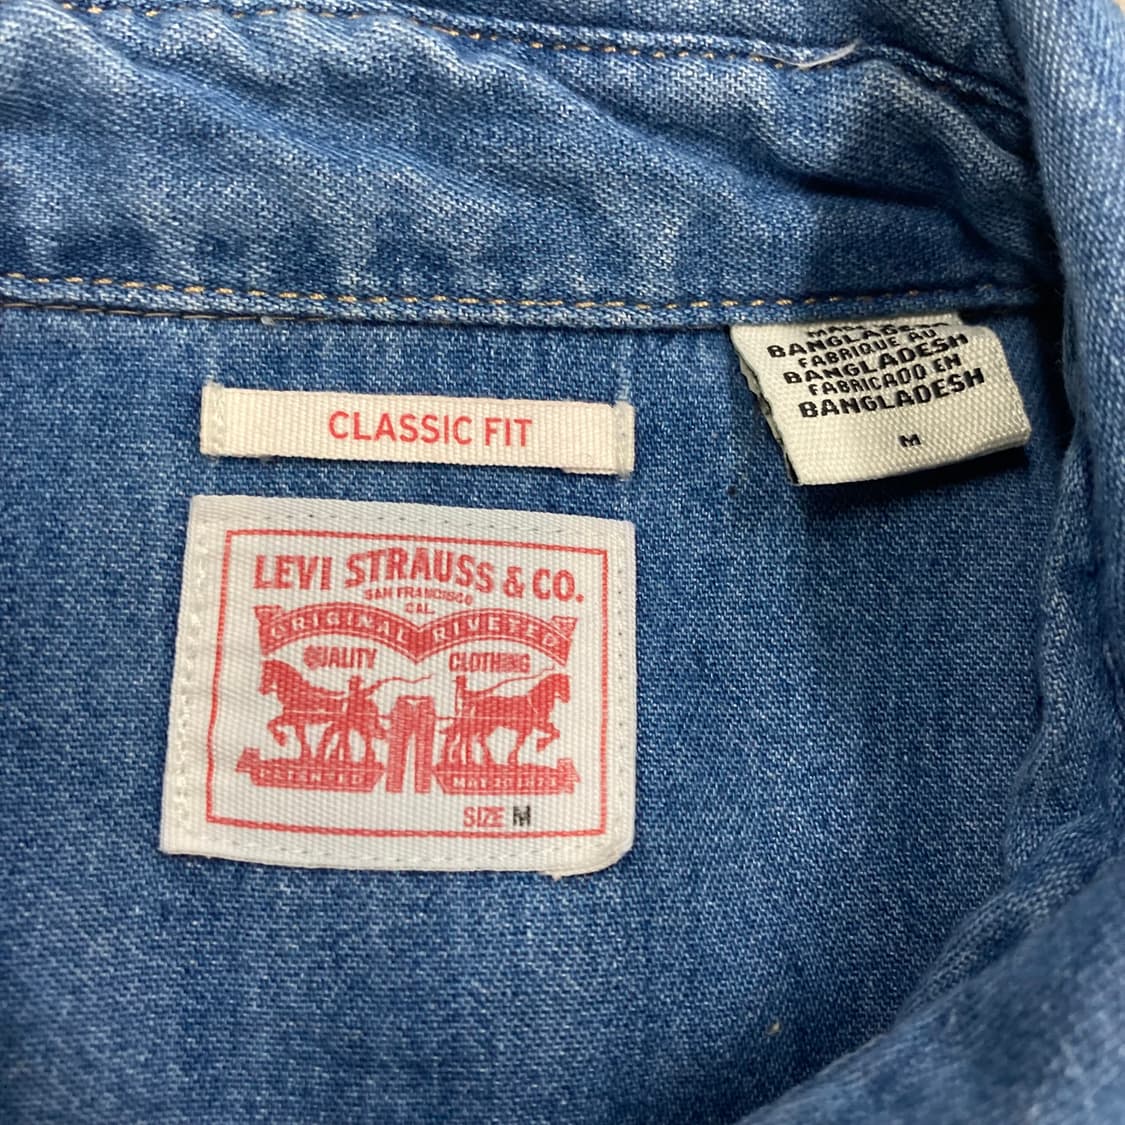 CLASSIC FIT
LEVI STRAUSS & CO.
SAN FRANCISCO
CAL.
ORIGINAL RIVETED
QUALITY CLOTHING
SIZE M
BANGLADESH
FABRIQUE AU
BANGLADESH
FABRICADO EN
BANGLADESH
M